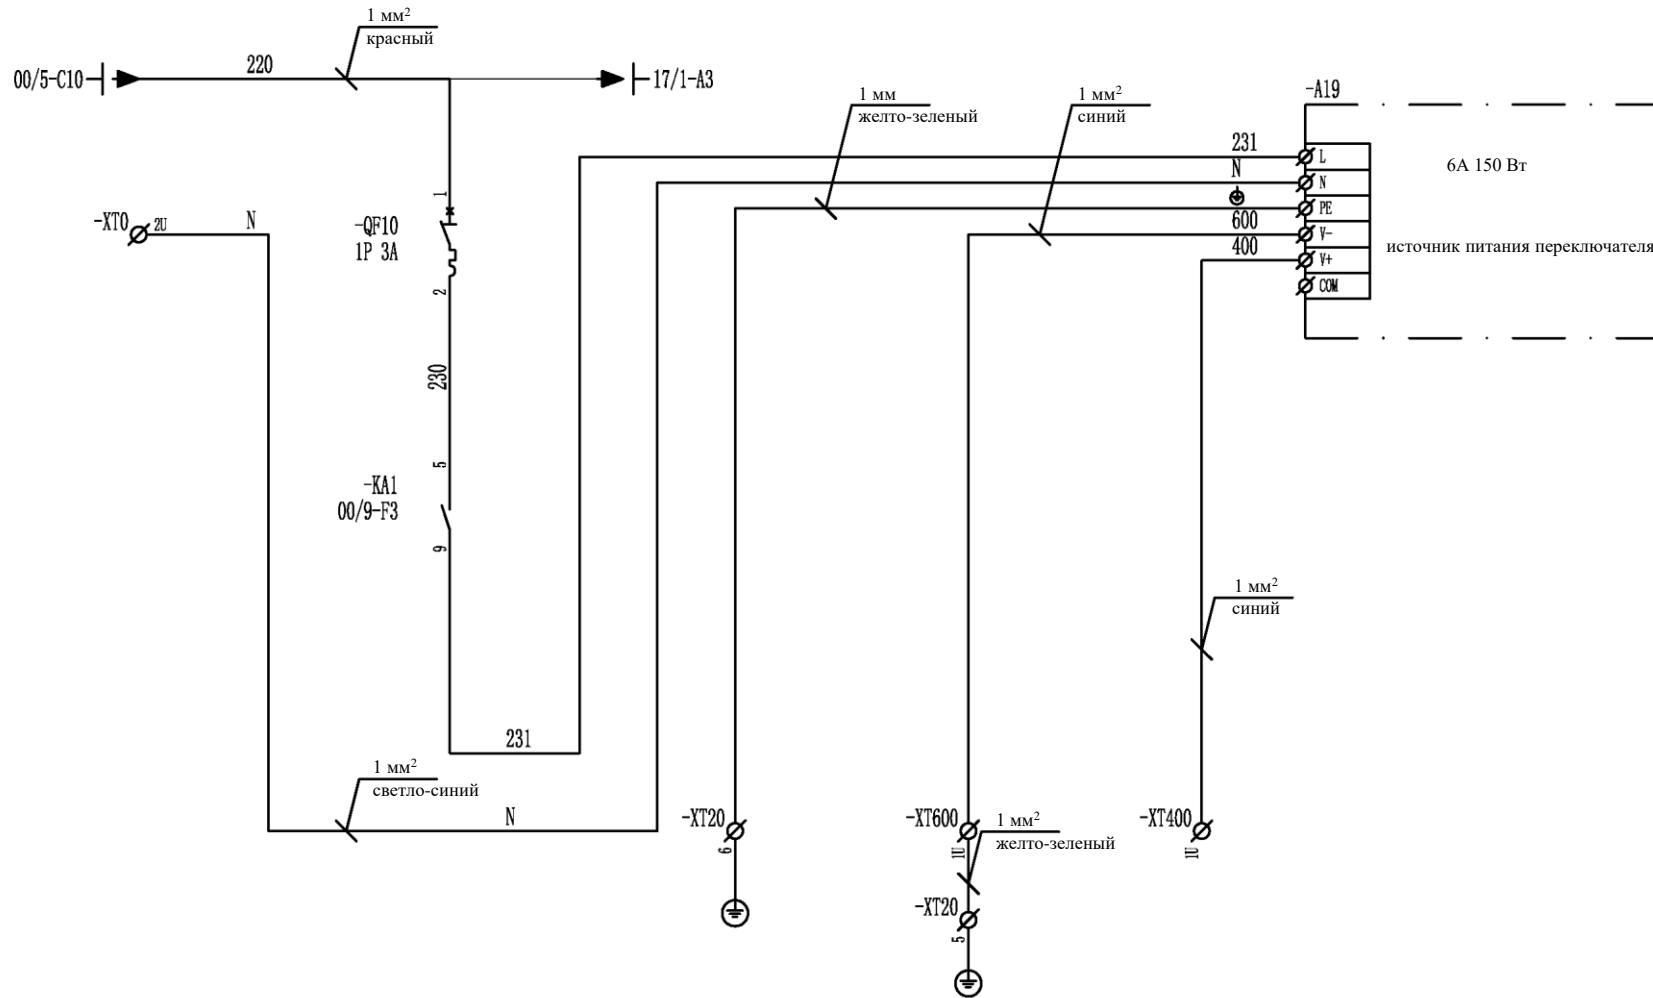 1 мм²
красный
00/5-C10
220
17/1-A3
1 мм
желто-зеленый
1 мм²
синий
-A19
231
L
6А 150 Вт
N
N
PE
600
V-
источник питания переключателя
400
V+
COM
-XT0
2U
N
1
-QF10
1P 3A
2
230
5
-KA1
00/9-F3
9
1 мм²
синий
231
1 мм²
светло-синий
N
-XT20
6
-XT600
1U
1 мм²
желто-зеленый
-XT400
1U
-XT20
5